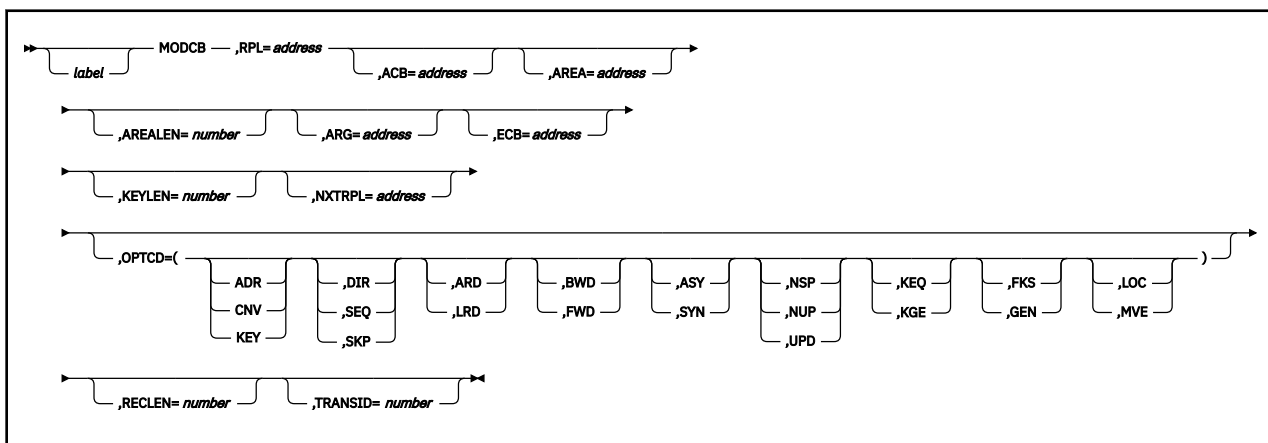 MODCB ,RPL= address
label ,ACB= address ,AREA= address
,AREALEN= number ,ARG= address ,ECB= address
,KEYLEN= number ,NXTRPL= address
,OPTCD=( )
ADR ,DIR ,ARD ,BWD ,ASY ,NSP ,KEQ ,FKS ,LOC
CNV ,SEQ ,LRD ,FWD ,SYN ,NUP ,KGE ,GEN ,MVE
KEY ,SKP ,UPD
,RECLEN= number ,TRANSID= number